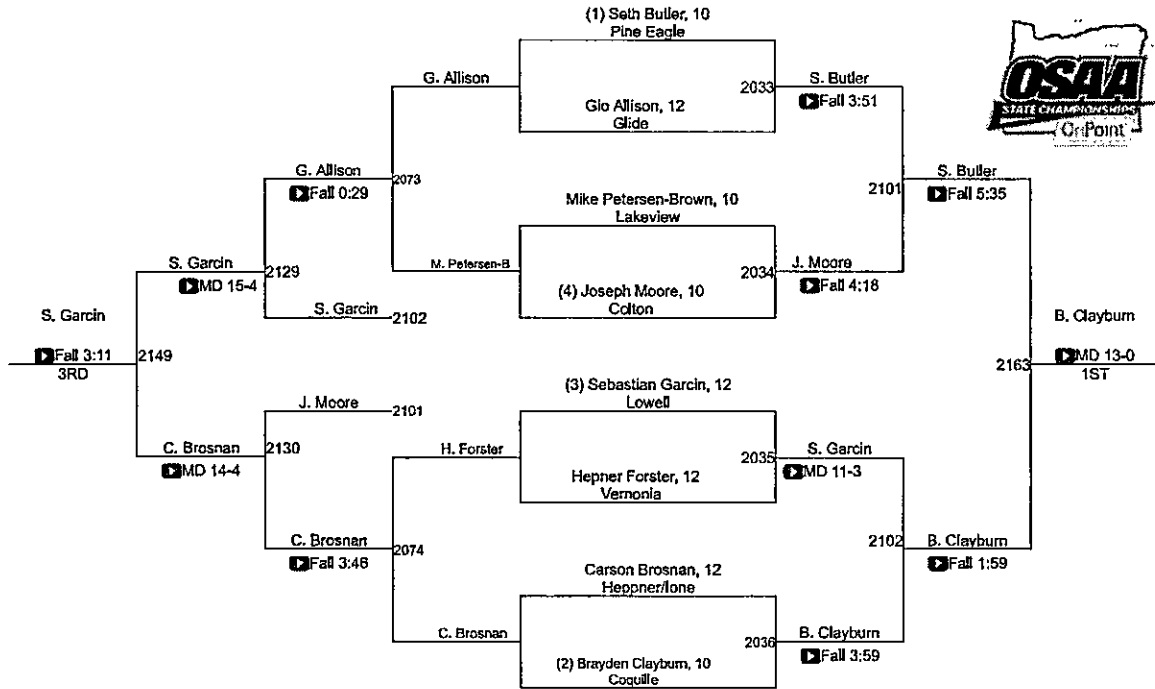 (1) Seth Butler, 10
Pine Eagle
G. Allison
2033
S. Butler
Fall 3:51
Gio Allison, 12
Glide
OSAA
STATE CHAMPIONSHIPS
OnPoint
G. Allison
Fall 0:29
2073
2101
S. Butler
Fall 5:35
Mike Petersen-Brown, 10
Lakeview
S. Garcin
MD 15-4
2129
M. Petersen-B
2034
J. Moore
Fall 4:18
(4) Joseph Moore, 10
Colton
S. Garcin
2102
S. Garcin
Fall 3:11
3RD
2149
2163
B. Clayburn
MD 13-0
1ST
(3) Sebastian Garcin, 12
Lowell
J. Moore
2101
C. Brosnan
MD 14-4
2130
H. Forster
2035
S. Garcin
MD 11-3
Hepner Forster, 12
Vernonia
C. Brosnan
Fall 3:46
2074
2102
B. Clayburn
Fall 1:59
Carson Brosnan, 12
Heppner/Ione
C. Brosnan
2036
B. Clayburn
Fall 3:59
(2) Brayden Clayburn, 10
Coquille